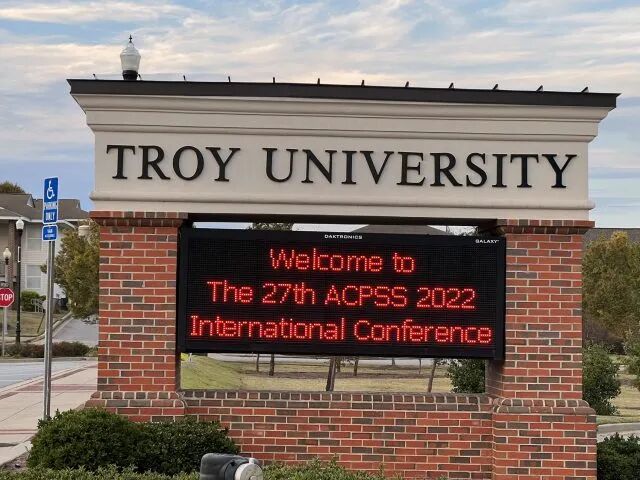 TROY UNIVERSITY
DAKTRONICS
GALAXY
Welcome to
The 27th ACPSS 2022
International Conference
PARKING
ONLY
STOP